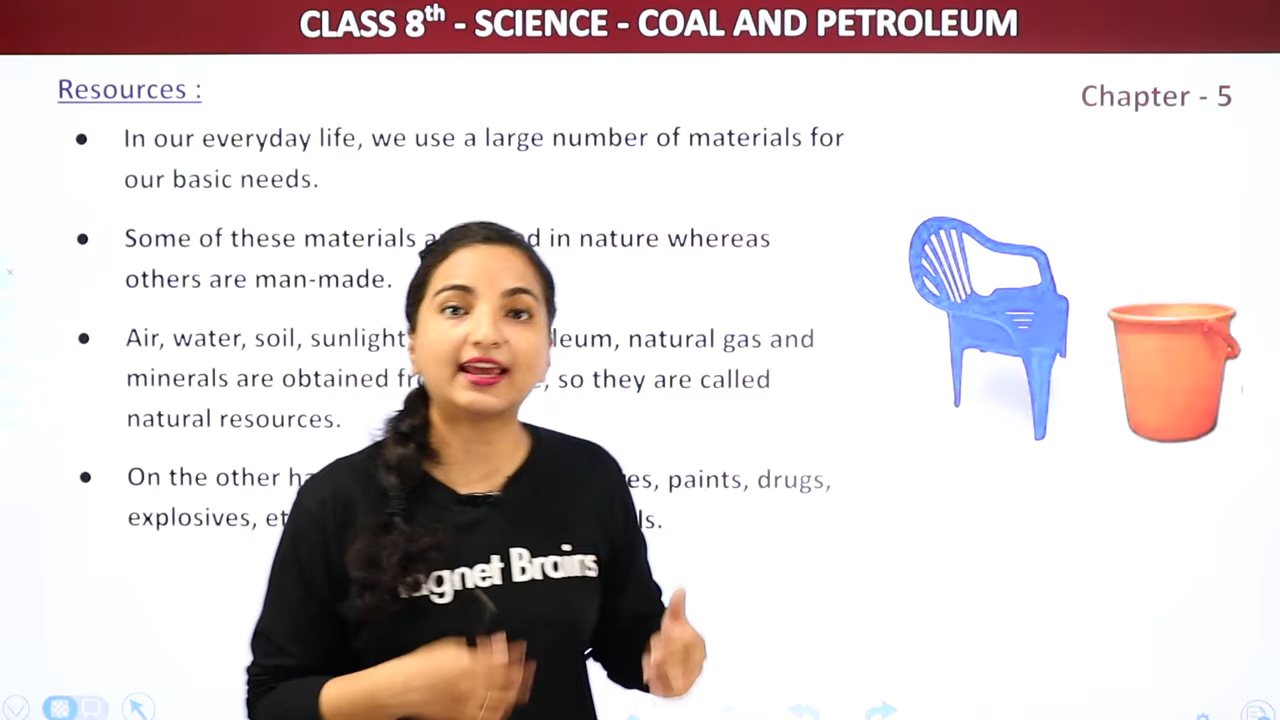 CLASS 8th - SCIENCE - COAL AND PETROLEUM
Resources :
Chapter - 5
● In our everyday life, we use a large number of materials for
our basic needs.
● Some of these materials in nature whereas
others are man-made.
● Air, water, soil, sunlight natural gas and
minerals are obtained so they are called
natural resources.
● On the other paints, drugs,
explosives,
Magnet Brains